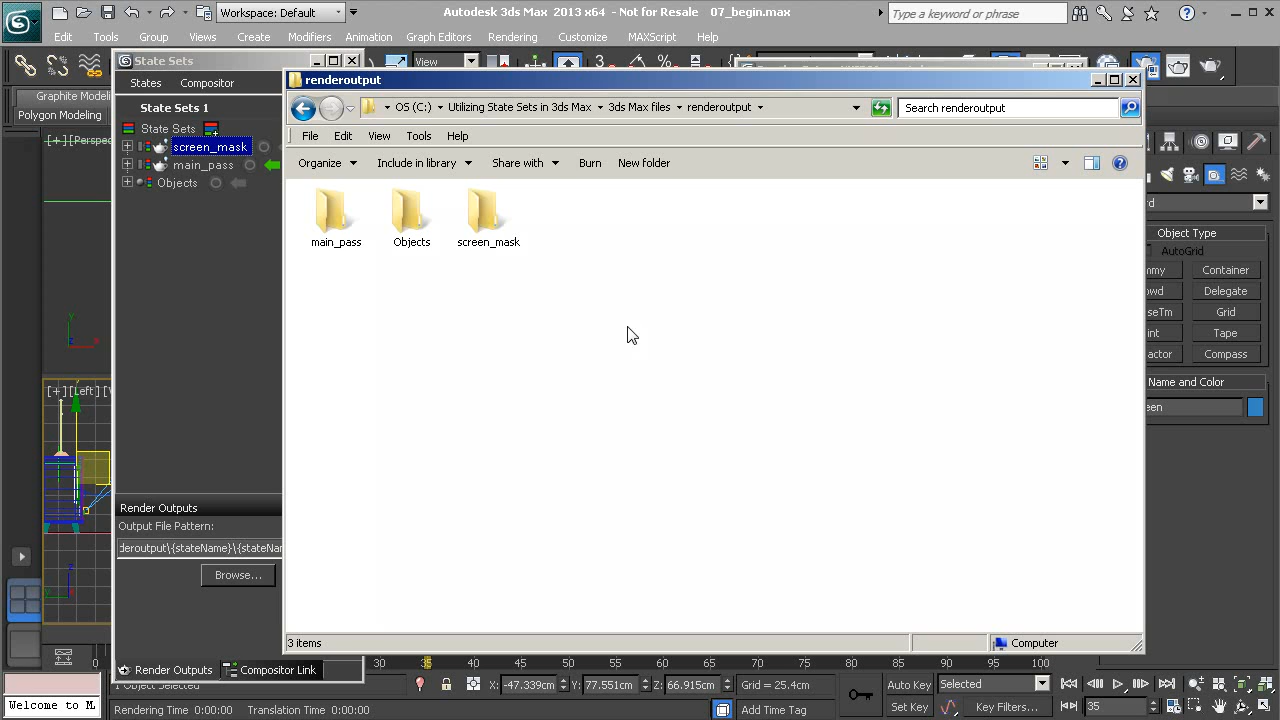 Workspace: Default
Autodesk 3ds Max 2013 x64 - Not for Resale 07_begin.max
Type a keyword or phrase
Edit Tools Group Views Create Modifiers Animation Graph Editors Rendering Customize MAXScript Help
State Sets
View
Graphite
Polygon Modeling
States Compositor
State Sets 1
State Sets
screen_mask
main_pass
Objects
renderoutput
OS (C:) Utilizing State Sets in 3ds Max 3ds Max files renderoutput
Search renderoutput
File Edit View Tools Help
Organize Include in library Share with Burn New folder
main_pass Objects screen_mask
[+][Left]
Object Type
AutoGrid
Container
Delegate
Grid
Tape
Compass
Name and Color
Render Outputs
Output File Pattern:
deroutput\{stateName}\{stateNam
Browse...
3 items
Computer
Render Outputs Compositor Link
0 30 35 40 45 50 55 60 65 70 75 80 85 90 95 100
1 Object Selected
X: -47.339cm Y: 77.551cm Z: 66.915cm Grid = 25.4cm
Auto Key Selected
Welcome to M
Rendering Time 0:00:00 Translation Time 0:00:00
Add Time Tag
Set Key Key Filters... 35